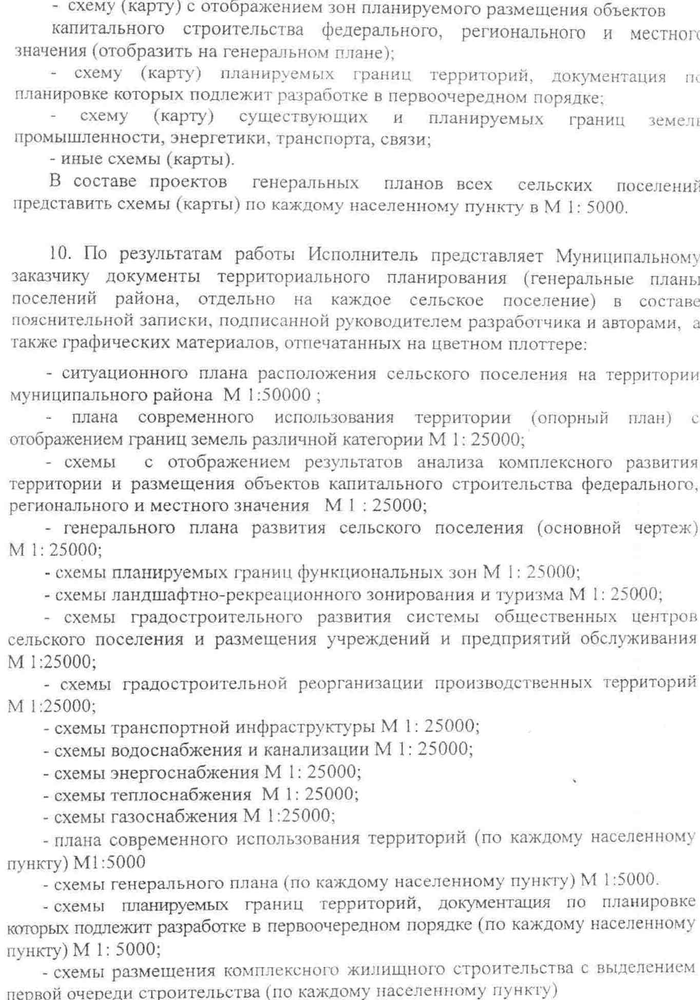 - схему (карту) с отображением зон планируемого размещения объектов
капитального строительства федерального, регионального и местного
значения (отобразить на генеральном плане);
- схему (карту) планируемых границ территорий, документация по
планировке которых подлежит разработке в первоочередном порядке;
- схему (карту) существующих и планируемых границ земель
промышленности, энергетики, транспорта, связи;
- иные схемы (карты).
В составе проектов генеральных планов всех сельских поселений
представить схемы (карты) по каждому населенному пункту в М 1: 5000.
10. По результатам работы Исполнитель представляет Муниципальному
заказчику документы территориального планирования (генеральные планы
поселений района, отдельно на каждое сельское поселение) в составе
пояснительной записки, подписанной руководителем разработчика и авторами, а
также графических материалов, отпечатанных на цветном плоттере:
- ситуационного плана расположения сельского поселения на территории
муниципального района М 1:50000 ;
- плана современного использования территории (опорный план) с
отображением границ земель различной категории М 1: 25000;
- схемы с отображением результатов анализа комплексного развития
территории и размещения объектов капитального строительства федерального,
регионального и местного значения М 1 : 25000;
- генерального плана развития сельского поселения (основной чертеж)
М 1: 25000;
- схемы планируемых границ функциональных зон М 1: 25000;
- схемы ландшафтно-рекреационного зонирования и туризма М 1: 25000;
- схемы градостроительного развития системы общественных центров
сельского поселения и размещения учреждений и предприятий обслуживания
М 1:25000;
- схемы градостроительной реорганизации производственных территорий
М 1:25000;
- схемы транспортной инфраструктуры М 1: 25000;
- схемы водоснабжения и канализации М 1: 25000;
- схемы энергоснабжения М 1: 25000;
- схемы теплоснабжения М 1: 25000;
- схемы газоснабжения М 1:25000;
- плана современного использования территорий (по каждому населенному
пункту) М1:5000
- схемы генерального плана (по каждому населенному пункту) М 1:5000.
- схемы планируемых границ территорий, документация по планировке
которых подлежит разработке в первоочередном порядке (по каждому населенному
пункту) М 1: 5000;
- схемы размещения комплексного жилищного строительства с выделением
первой очереди строительства (по каждому населенному пункту)